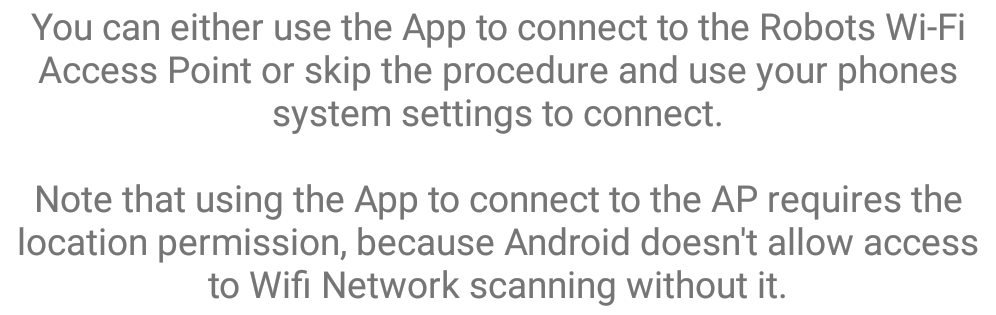 You can either use the App to connect to the Robots Wi-Fi
Access Point or skip the procedure and use your phones
system settings to connect.
Note that using the App to connect to the AP requires the
location permission, because Android doesn't allow access
to Wifi Network scanning without it.